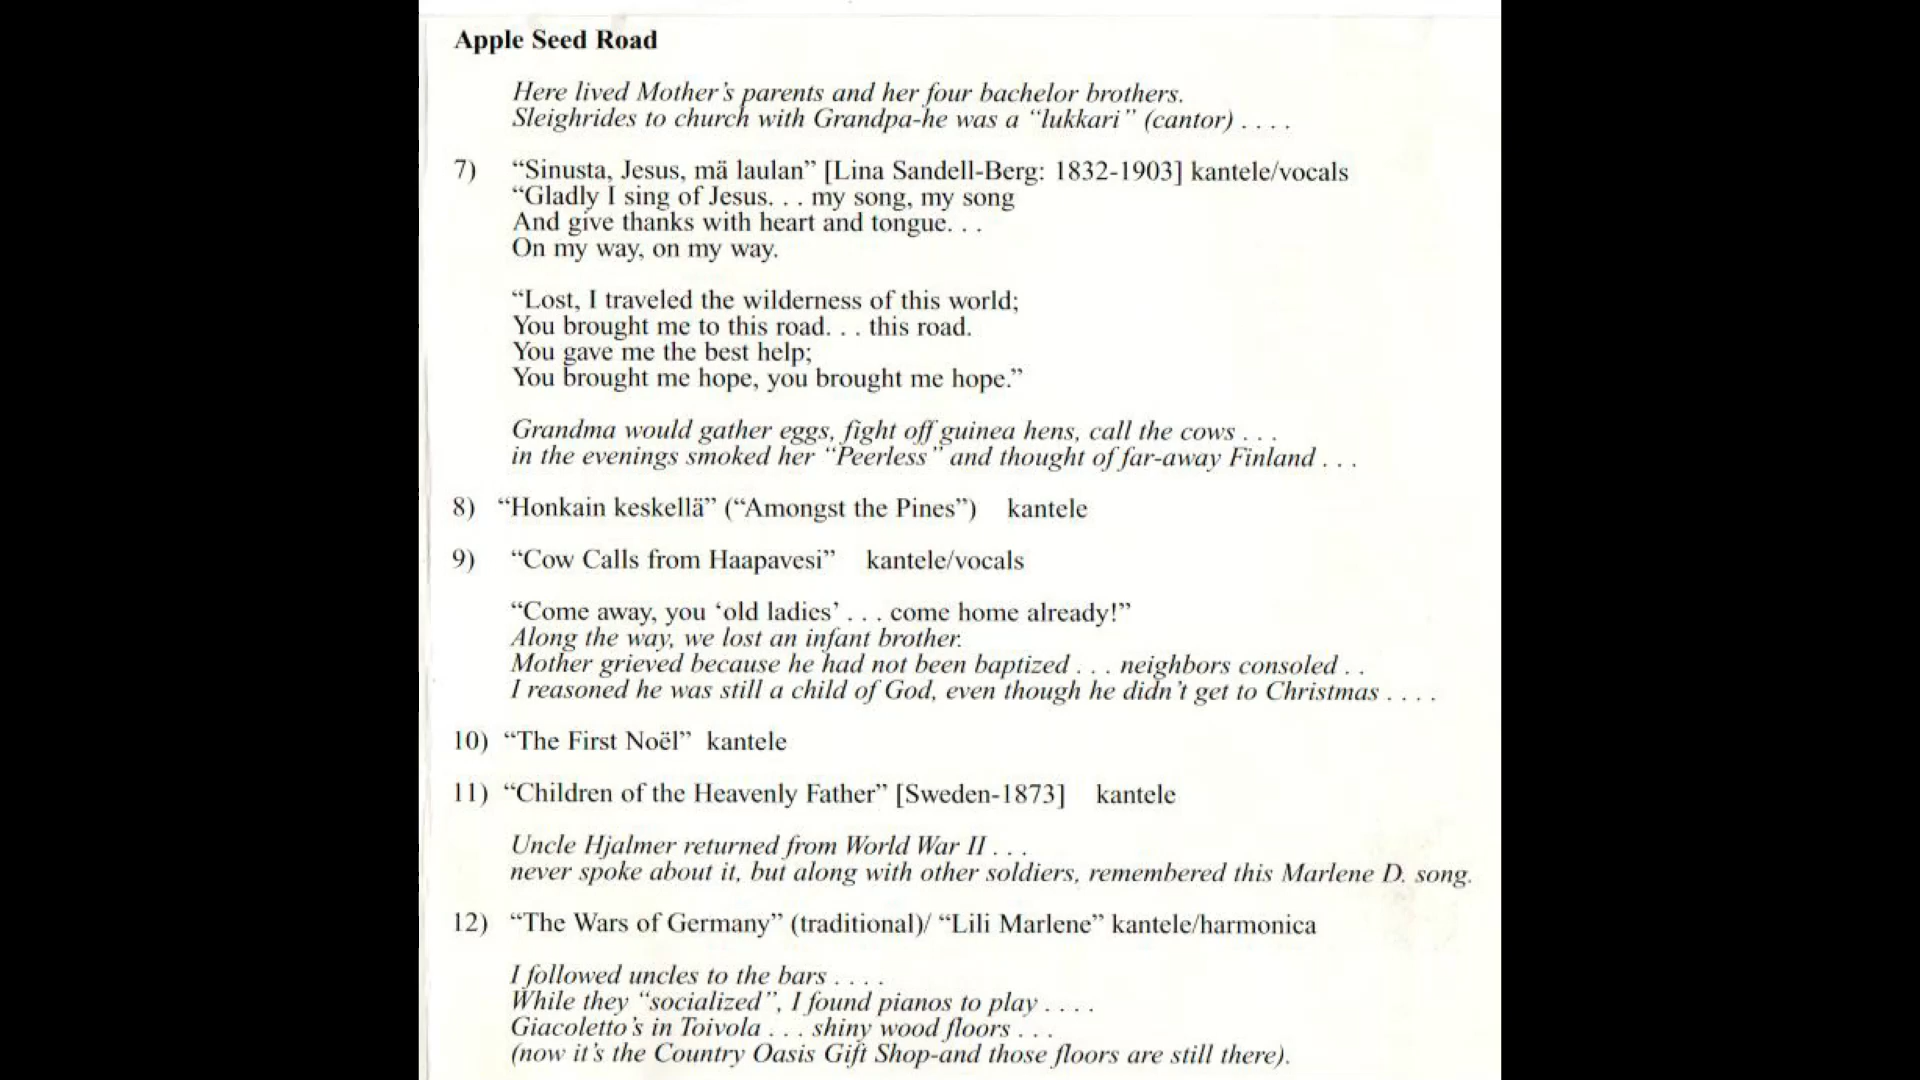 Apple Seed Road
Here lived Mother's parents and her four bachelor brothers.
Sleighrides to church with Grandpa-he was a “lukkari” (cantor) . . . .
7) “Sinusta, Jesus, mä laulan” [Lina Sandell-Berg: 1832-1903] kantele/vocals
“Gladly I sing of Jesus. . . my song, my song
And give thanks with heart and tongue. . .
On my way, on my way.
“Lost, I traveled the wilderness of this world;
You brought me to this road. . . this road.
You gave me the best help;
You brought me hope, you brought me hope.”
Grandma would gather eggs, fight off guinea hens, call the cows . . .
in the evenings smoked her “Peerless” and thought of far-away Finland . . .
8) “Honkain keskellä” (“Amongst the Pines”) kantele
9) “Cow Calls from Haapavesi” kantele/vocals
“Come away, you ‘old ladies’ . . . come home already!”
Along the way, we lost an infant brother.
Mother grieved because he had not been baptized . . . neighbors consoled . .
I reasoned he was still a child of God, even though he didn't get to Christmas . . . .
10) “The First Noël” kantele
11) “Children of the Heavenly Father” [Sweden-1873] kantele
Uncle Hjalmer returned from World War II . . .
never spoke about it, but along with other soldiers, remembered this Marlene D. song.
12) “The Wars of Germany” (traditional)/ “Lili Marlene” kantele/harmonica
I followed uncles to the bars . . . .
While they “socialized”, I found pianos to play . . . .
Giacoletto's in Toivola . . . shiny wood floors . . .
(now it's the Country Oasis Gift Shop-and those floors are still there).